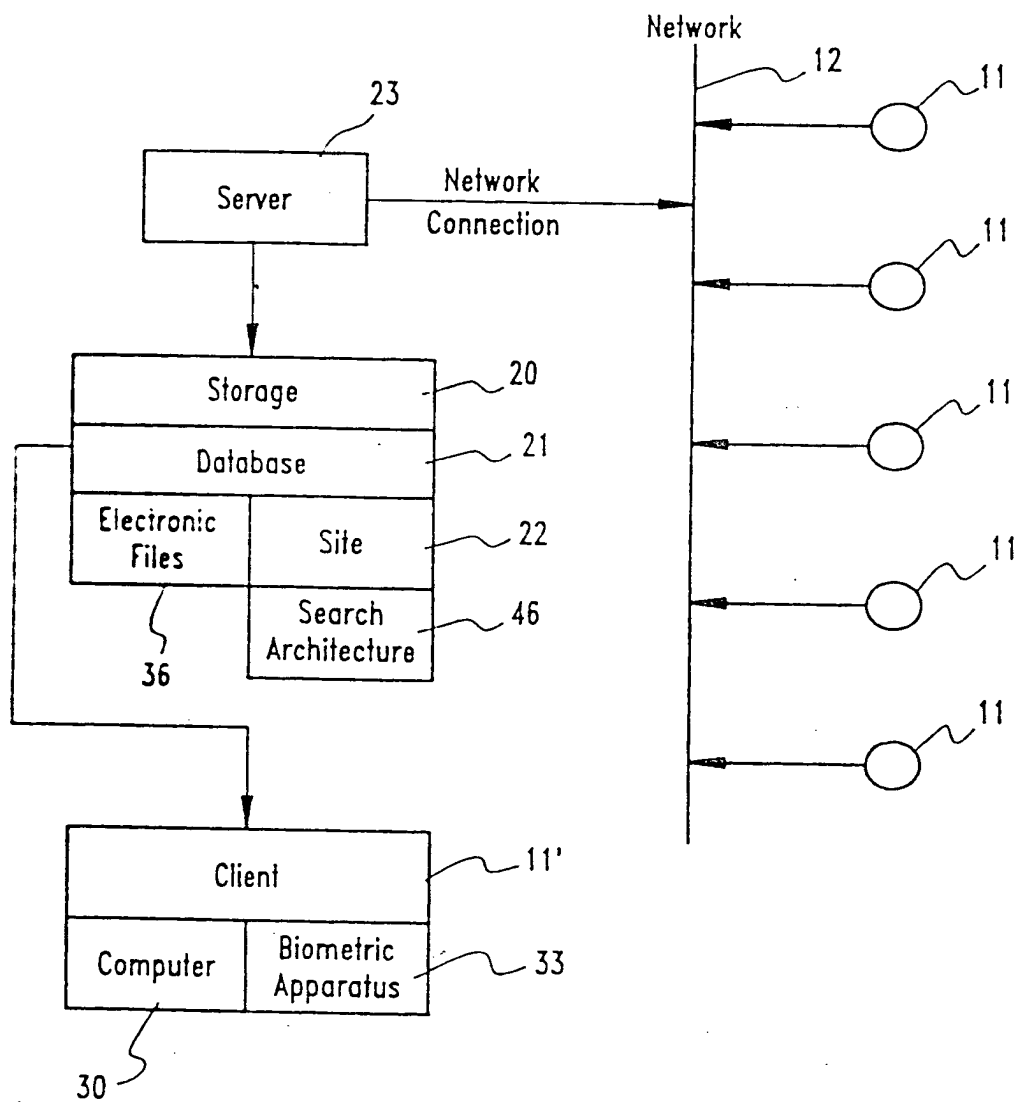 Network
12
11
23
Server
Network
Connection
11
Storage
20
Database
21
11
Electronic
Files
Site
22
36
Search
Architecture
46
11
11
Client
11'
Computer
Biometric
Apparatus
33
30